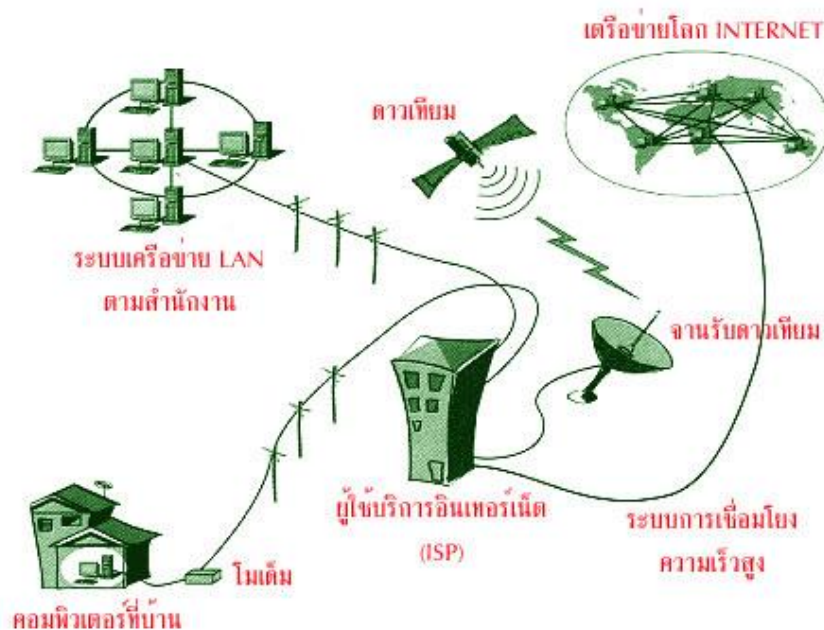 เครือข่ายโลก INTERNET
ดาวเทียม
ระบบเครือข่าย LAN
ตามสำนักงาน
จานรับดาวเทียม
ผู้ใช้บริการอินเทอร์เน็ต
(ISP)
ระบบการเชื่อมโยง
ความเร็วสูง
โมเด็ม
คอมพิวเตอร์ที่บ้าน